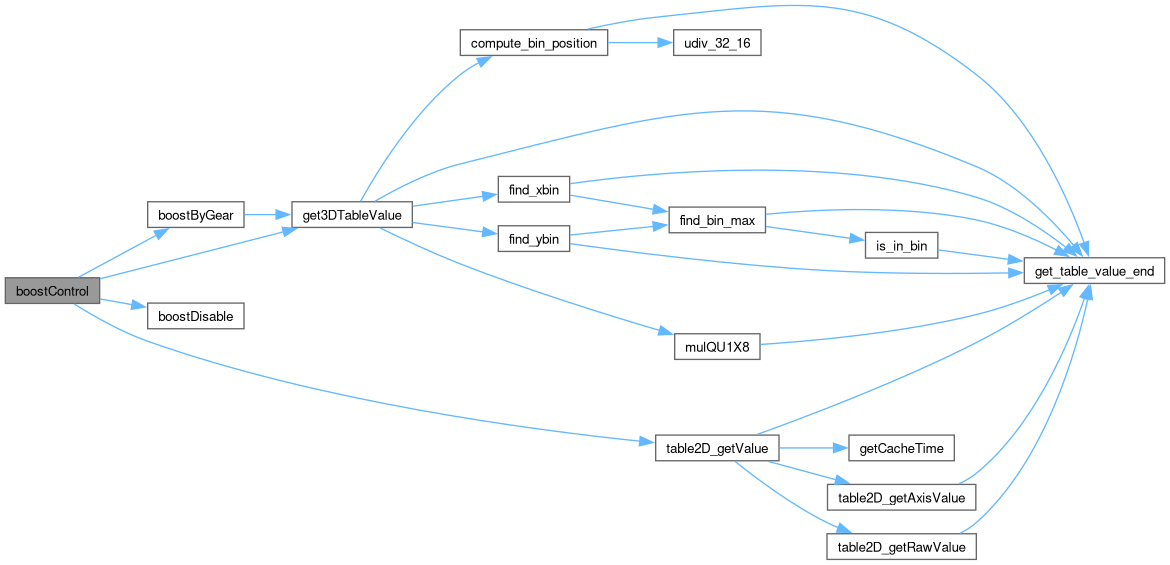 compute_bin_position
udiv_32_16
find_xbin
boostByGear
get3DTableValue
find_bin_max
find_ybin
is_in_bin
get_table_value_end
boostControl
boostDisable
mulQU1X8
table2D_getValue
getCacheTime
table2D_getAxisValue
table2D_getRawValue